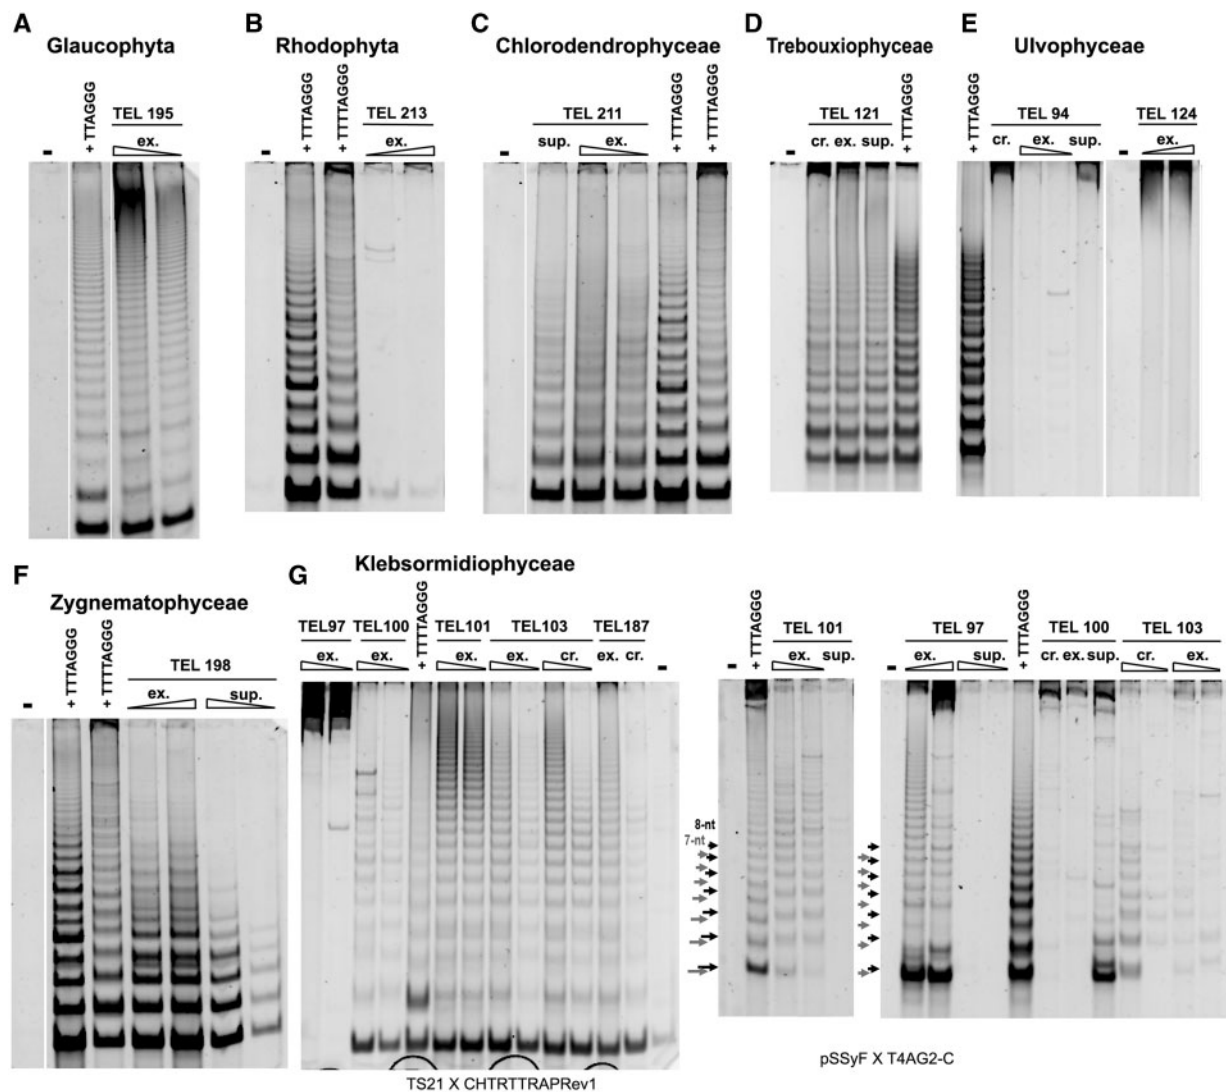 A
Glaucophyta
-
+ TTAGGG
TEL 195
ex.
B
Rhodophyta
-
+ TTTAGGG
+ TTTTAGGG
TEL 213
ex.
C
Chlorodendrophyceae
-
TEL 211
sup. ex.
+ TTTAGGG
+ TTTTAGGG
D
Trebouxiophyceae
-
TEL 121
cr. ex. sup.
+ TTTAGGG
E
Ulvophyceae
+ TTTAGGG
TEL 94
cr. ex. sup.
-
TEL 124
ex.
F
Zygnematophyceae
-
+ TTTAGGG
+ TTTTAGGG
TEL 198
ex. sup.
G
Klebsormidiophyceae
TEL97 TEL100 + TTTAGGG TEL101 TEL103 TEL187
ex. ex. ex. ex. cr. ex. cr. -
8-nt
7-nt
TS21 X CHTRTTRAPRev1
-
+ TTTAGGG
TEL 101
ex. sup.
-
TEL 97
ex. sup.
+ TTTAGGG
TEL 100
cr. ex. sup.
TEL 103
cr. ex.
pSSyF X T4AG2-C